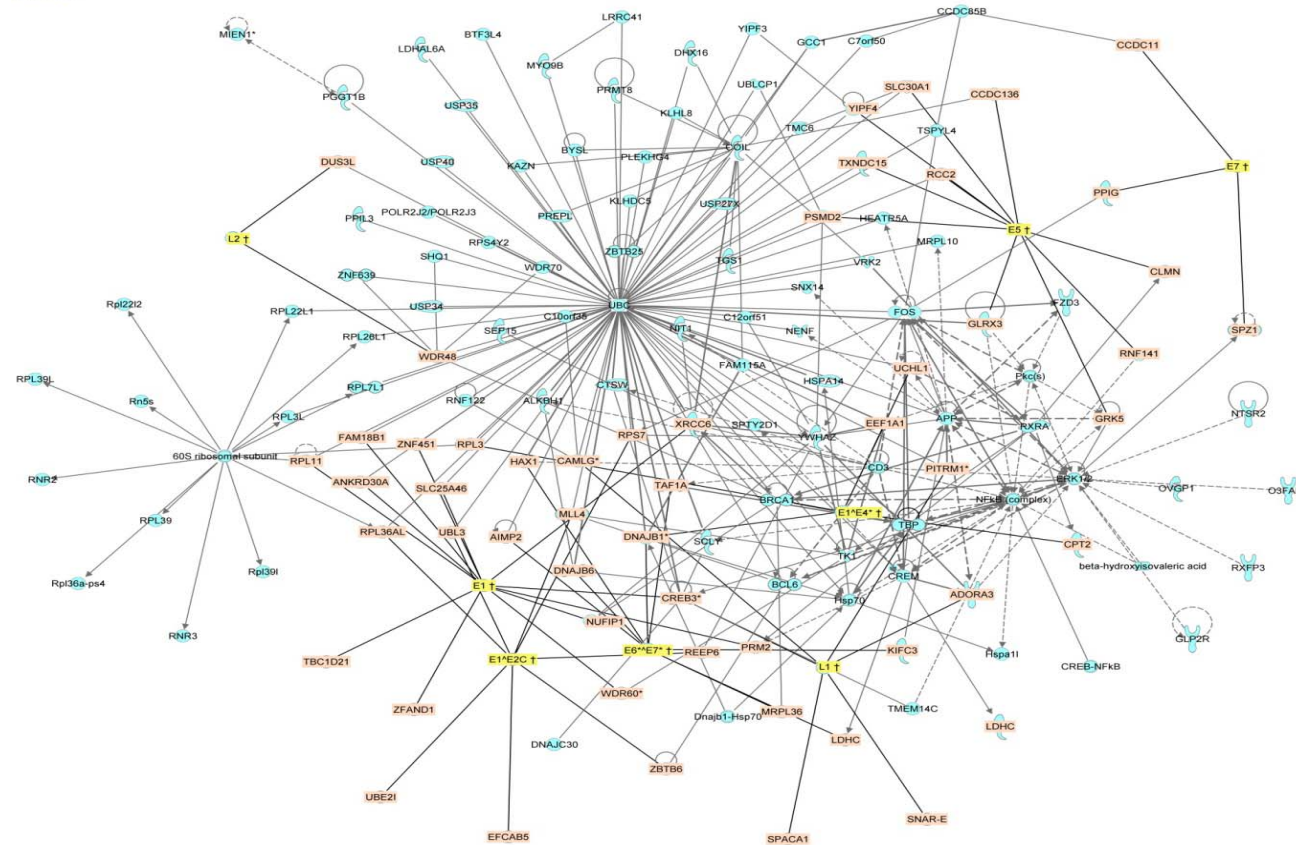 CCDC85B
LRRC41
MIEN1*
BTF3L4
YIPF3
GCC1
C7orf50
CCDC11
LDHAL6A
MYO9B
DHX16
PGGT1B
PRMT8
UBLCP1
SLC30A1
CCDC136
USP35
KLHL8
YIPF4
TMC6
TSPYL4
BYSL
COIL
PLEKHG4
DUS3L
USP40
KAZN
TXNDC15
RCC2
E7 †
PPIG
KLHDC5
USP27X
POLR2J2/POLR2J3
PPIL3
PREPL
PSMD2
HEATR5A
E5 †
L2 †
RPS4Y2
MRPL10
SHQ1
ZBTB25
WDR70
TGS1
VRK2
CLMN
ZNF639
SNX14
Rpl22l2
RPL22L1
USP34
UBC
C10orf35
C12orf51
FOS
FZD3
SEP15
NIT1
NENF
GLRX3
SPZ1
RPL26L1
WDR48
RNF141
FAM115A
UCHL1
RPL39L
RPL7L1
CTSW
HSPA14
Pkc(s)
Rn5s
RNF122
ALKBH1
RPL3L
XRCC6
SPTY2D1
EEF1A1
APP
GRK5
NTSR2
RXRA
FAM18B1
ZNF451
RPL3
RPS7
YWHAZ
60S ribosomal subunit
RPL11
HAX1
CAMLG*
CD3
PITRM1*
RNR2
ANKRD30A
SLC25A46
TAF1A
ERK1/2
OVGP1
O3FA
BRCA1
NFkB (complex)
RPL39
MLL4
E1^E4* †
TBP
RPL36AL
UBL3
AIMP2
DNAJB1*
SCLY
CPT2
TK1
Rpl36a-ps4
Rpl39l
DNAJB6
BCL6
CREM
beta-hydroxyisovaleric acid
RXFP3
E1 †
CREB3*
Hsp70
ADORA3
NUFIP1
RNR3
GLP2R
TBC1D21
E1^E2C †
E6*^E7* †
REEP6
PRM2
KIFC3
Hspa1l
L1 †
CREB-NFkB
WDR60*
ZFAND1
Dnajb1-Hsp70
MRPL36
TMEM14C
LDHC
DNAJC30
LDHC
ZBTB6
UBE2I
SNAR-E
EFCAB5
SPACA1